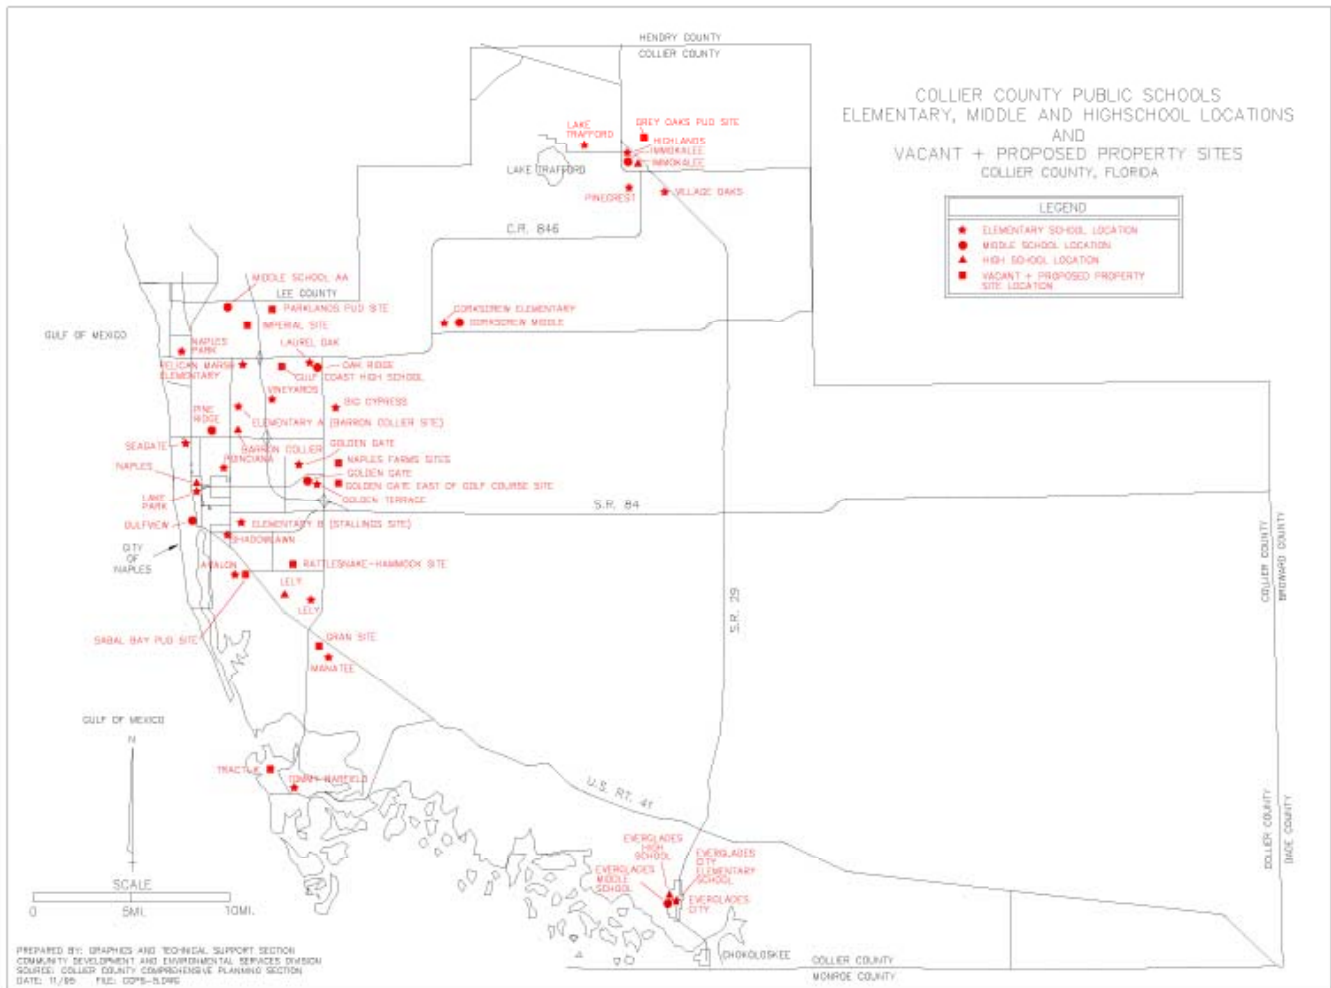 HENDRY COUNTY
COLLIER COUNTY
COLLIER COUNTY PUBLIC SCHOOLS
ELEMENTARY, MIDDLE AND HIGHSCHOOL LOCATIONS
AND
VACANT + PROPOSED PROPERTY SITES
COLLIER COUNTY, FLORIDA
LEGEND
ELEMENTARY SCHOOL LOCATION
MIDDLE SCHOOL LOCATION
HIGH SCHOOL LOCATION
VACANT + PROPOSED PROPERTY
SITE LOCATION
GREY OAKS PUD SITE
LAKE
TRAFFORD
HIGHLANDS
IMMOKALEE
IMMOKALEE
LAKE TRAFFORD
PINECREST
VILLAGE OAKS
C.R. 846
MIDDLE SCHOOL AA
LEE COUNTY
PARKLANDS PUD SITE
IMPERIAL SITE
CORKSCREW ELEMENTARY
CORKSCREW MIDDLE
GULF OF MEXICO
NAPLES
PARK
LAUREL OAK
PELICAN MARSH
ELEMENTARY
OAK RIDGE
GULF COAST HIGH SCHOOL
VINEYARDS
BIG CYPRESS
PINE
RIDGE
ELEMENTARY A (BARRON COLLIER SITE)
SEAGATE
BARRON COLLIER
GOLDEN GATE
POINCIANA
NAPLES
NAPLES FARMS SITES
GOLDEN GATE
GOLDEN GATE EAST OF GOLF COURSE SITE
LAKE
PARK
GOLDEN TERRACE
S.R. 84
GULFVIEW
ELEMENTARY B (STALLINGS SITE)
SHADOWLAWN
CITY
OF
NAPLES
AVALON
RATTLESNAKE-HAMMOCK SITE
LELY
LELY
S.R. 29
COLLIER COUNTY
BROWARD COUNTY
SABAL BAY PUD SITE
ORAN SITE
MANATEE
GULF OF MEXICO
N
TRACT-K
TOMMY BARFIELD
U.S. RT. 41
EVERGLADES
HIGH
SCHOOL
EVERGLADES
MIDDLE
SCHOOL
EVERGLADES
CITY
ELEMENTARY
SCHOOL
EVERGLADES
CITY
COLLIER COUNTY
DADE COUNTY
SCALE
0 5MI. 10MI.
CHOKOLOSKEE
COLLIER COUNTY
MONROE COUNTY
PREPARED BY: GRAPHICS AND TECHNICAL SUPPORT SECTION
COMMUNITY DEVELOPMENT AND ENVIRONMENTAL SERVICES DIVISION
SOURCE: COLLIER COUNTY COMPREHENSIVE PLANNING SECTION
DATE: FILE: